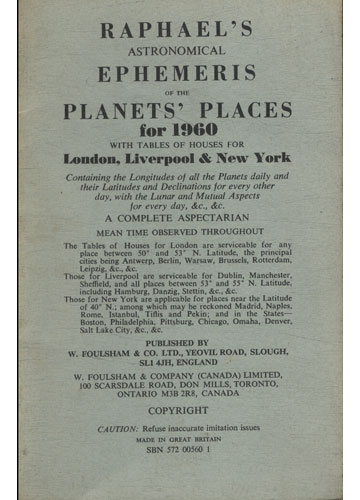 RAPHAEL'S
ASTRONOMICAL
EPHEMERIS
OF THE
PLANETS' PLACES
for 1960
WITH TABLES OF HOUSES FOR
London, Liverpool & New York
Containing the Longitudes of all the Planets daily and
their Latitudes and Declinations for every other
day, with the Lunar and Mutual Aspects
for every day, &c., &c.
A COMPLETE ASPECTARIAN
MEAN TIME OBSERVED THROUGHOUT
The Tables of Houses for London are serviceable for any
place between 50° and 53° N. Latitude, the principal
cities being Antwerp, Berlin, Warsaw, Brussels, Rotterdam,
Leipzig, &c., &c.
Those for Liverpool are serviceable for Dublin, Manchester,
Sheffield, and all places between 53° and 55° N. Latitude,
including Hamburg, Danzig, Stettin, &c., &c.
Those for New York are applicable for places near the Latitude
of 40° N.; among which may be reckoned Madrid, Naples,
Rome, Istanbul, Tiflis and Pekin; and in the States—
Boston, Philadelphia, Pittsburg, Chicago, Omaha, Denver,
Salt Lake City, &c., &c.
PUBLISHED BY
W. FOULSHAM & CO. LTD., YEOVIL ROAD, SLOUGH,
SL1 4JH, ENGLAND
W. FOULSHAM & COMPANY (CANADA) LIMITED,
100 SCARSDALE ROAD, DON MILLS, TORONTO,
ONTARIO M3B 2R8, CANADA
COPYRIGHT
CAUTION: Refuse inaccurate imitation issues
MADE IN GREAT BRITAIN
SBN 572 00560 1